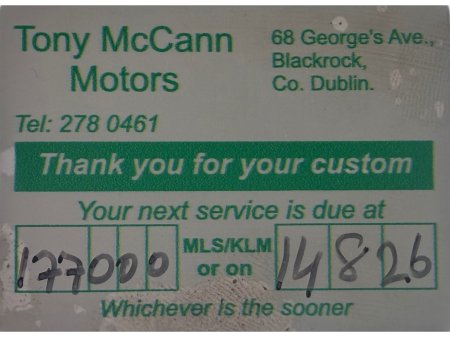 Tony McCann
Motors
68 George's Ave.,
Blackrock,
Co. Dublin.
Tel: 278 0461
Thank you for your custom
Your next service is due at
177000 MLS/KLM or on 14 8 26
Whichever is the sooner